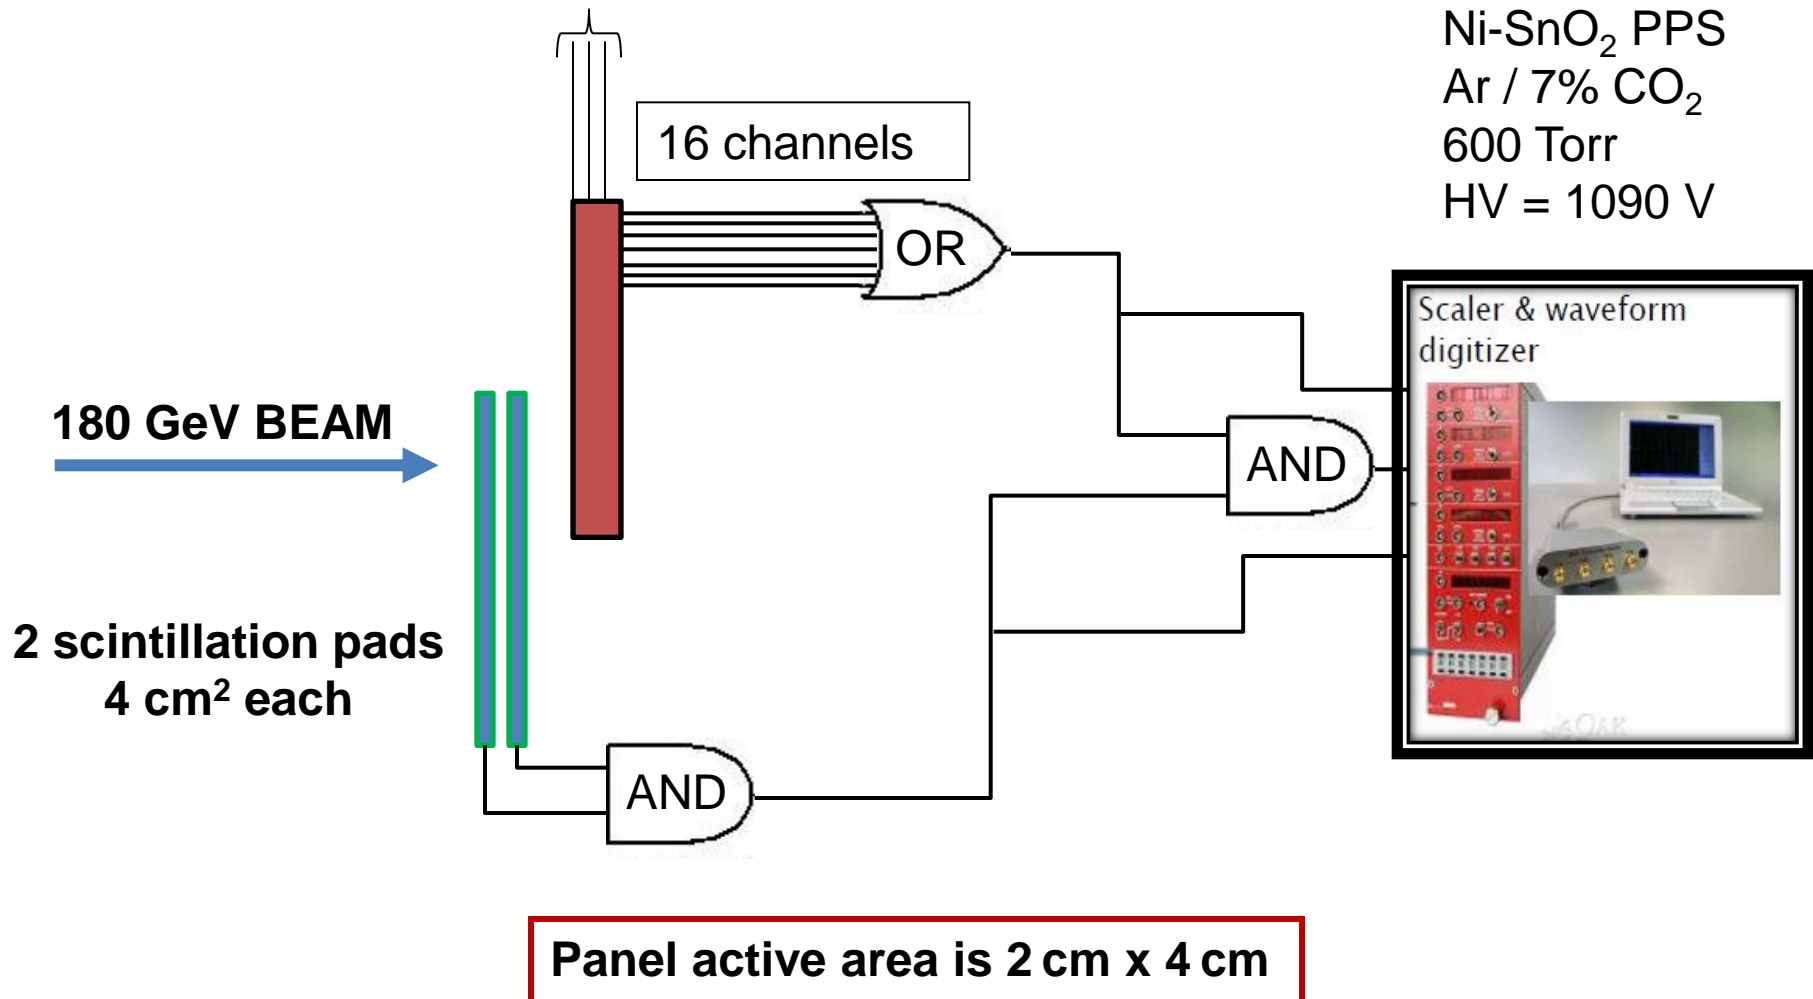 Ni-SnO₂ PPS
Ar / 7% CO₂
600 Torr
HV = 1090 V
16 channels
OR
Scaler & waveform
digitizer
180 GeV BEAM
AND
2 scintillation pads
4 cm² each
AND
Panel active area is 2 cm x 4 cm